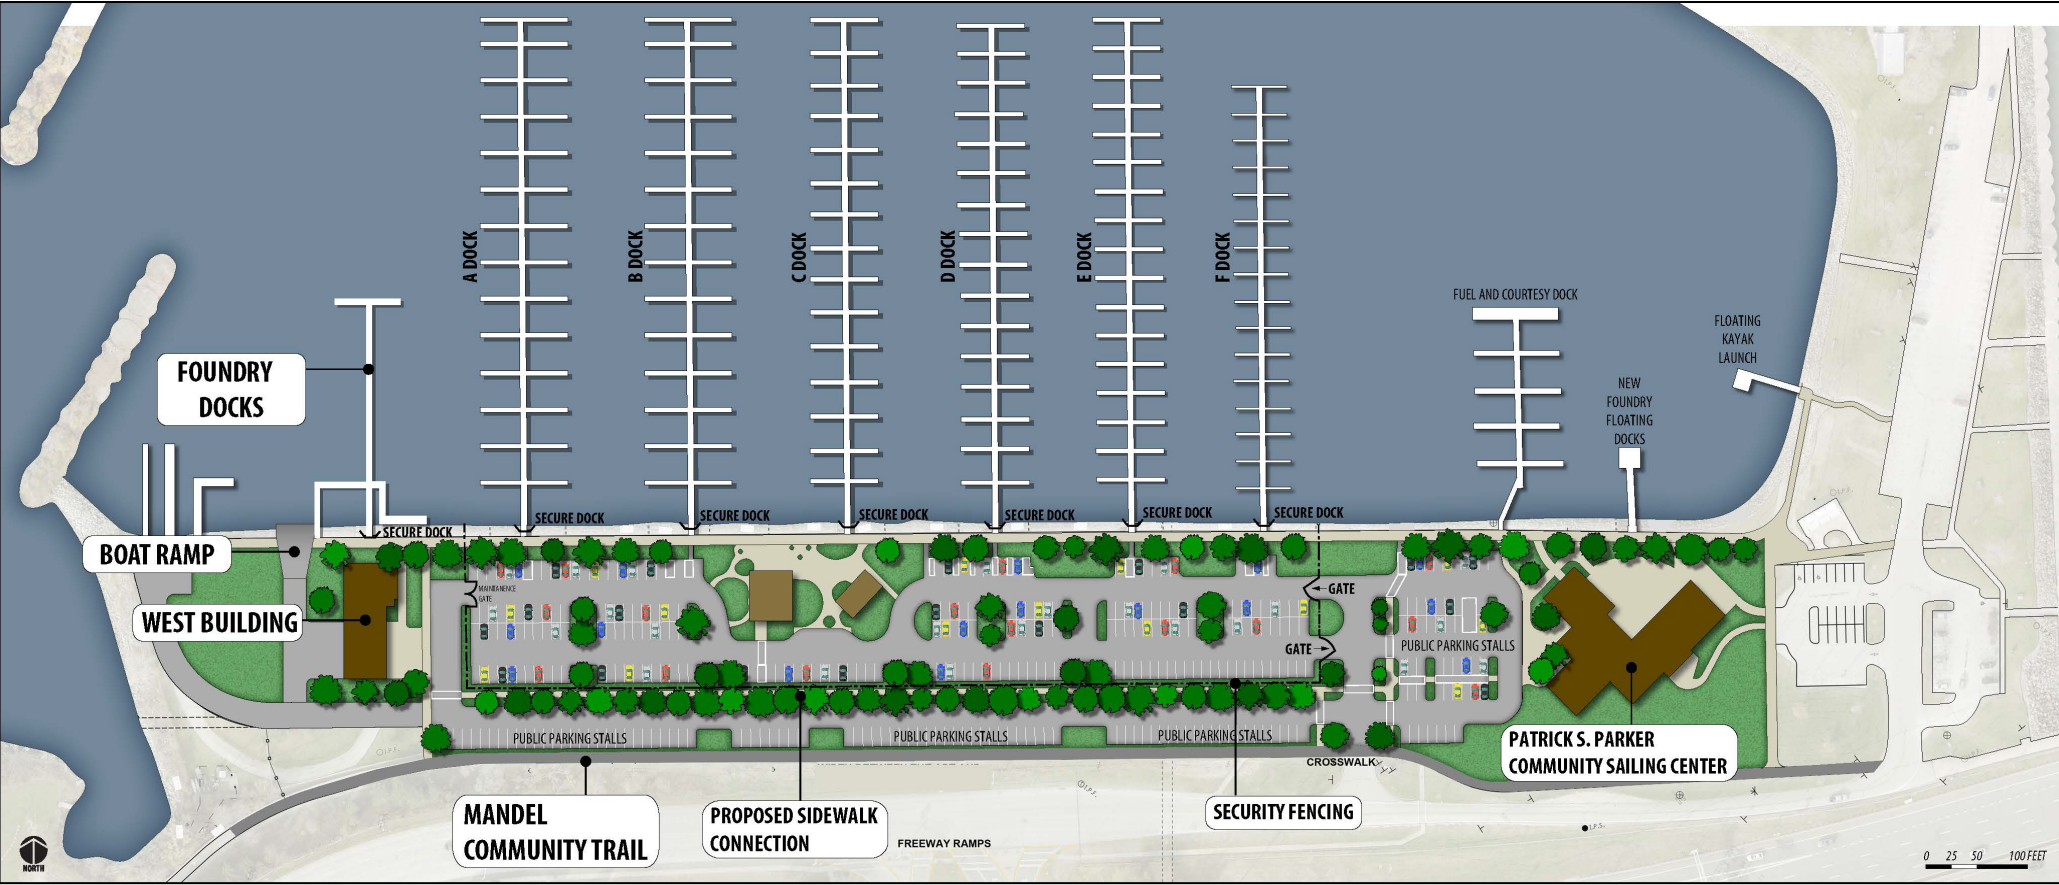 A DOCK
B DOCK
C DOCK
D DOCK
E DOCK
F DOCK
FUEL AND COURTESY DOCK
FLOATING
KAYAK
LAUNCH
NEW
FOUNDRY
FLOATING
DOCKS
FOUNDRY
DOCKS
SECURE DOCK
SECURE DOCK
SECURE DOCK
SECURE DOCK
SECURE DOCK
SECURE DOCK
SECURE DOCK
BOAT RAMP
WEST BUILDING
MAINTANENCE
GATE
GATE
GATE
PUBLIC PARKING STALLS
PUBLIC PARKING STALLS
PUBLIC PARKING STALLS
PUBLIC PARKING STALLS
CROSSWALK
PATRICK S. PARKER
COMMUNITY SAILING CENTER
MANDEL
COMMUNITY TRAIL
PROPOSED SIDEWALK
CONNECTION
SECURITY FENCING
FREEWAY RAMPS
I.P.S.
I.P.S.
I.P.S.
I.P.S.
I.P.S.
NORTH
0 25 50 100 FEET